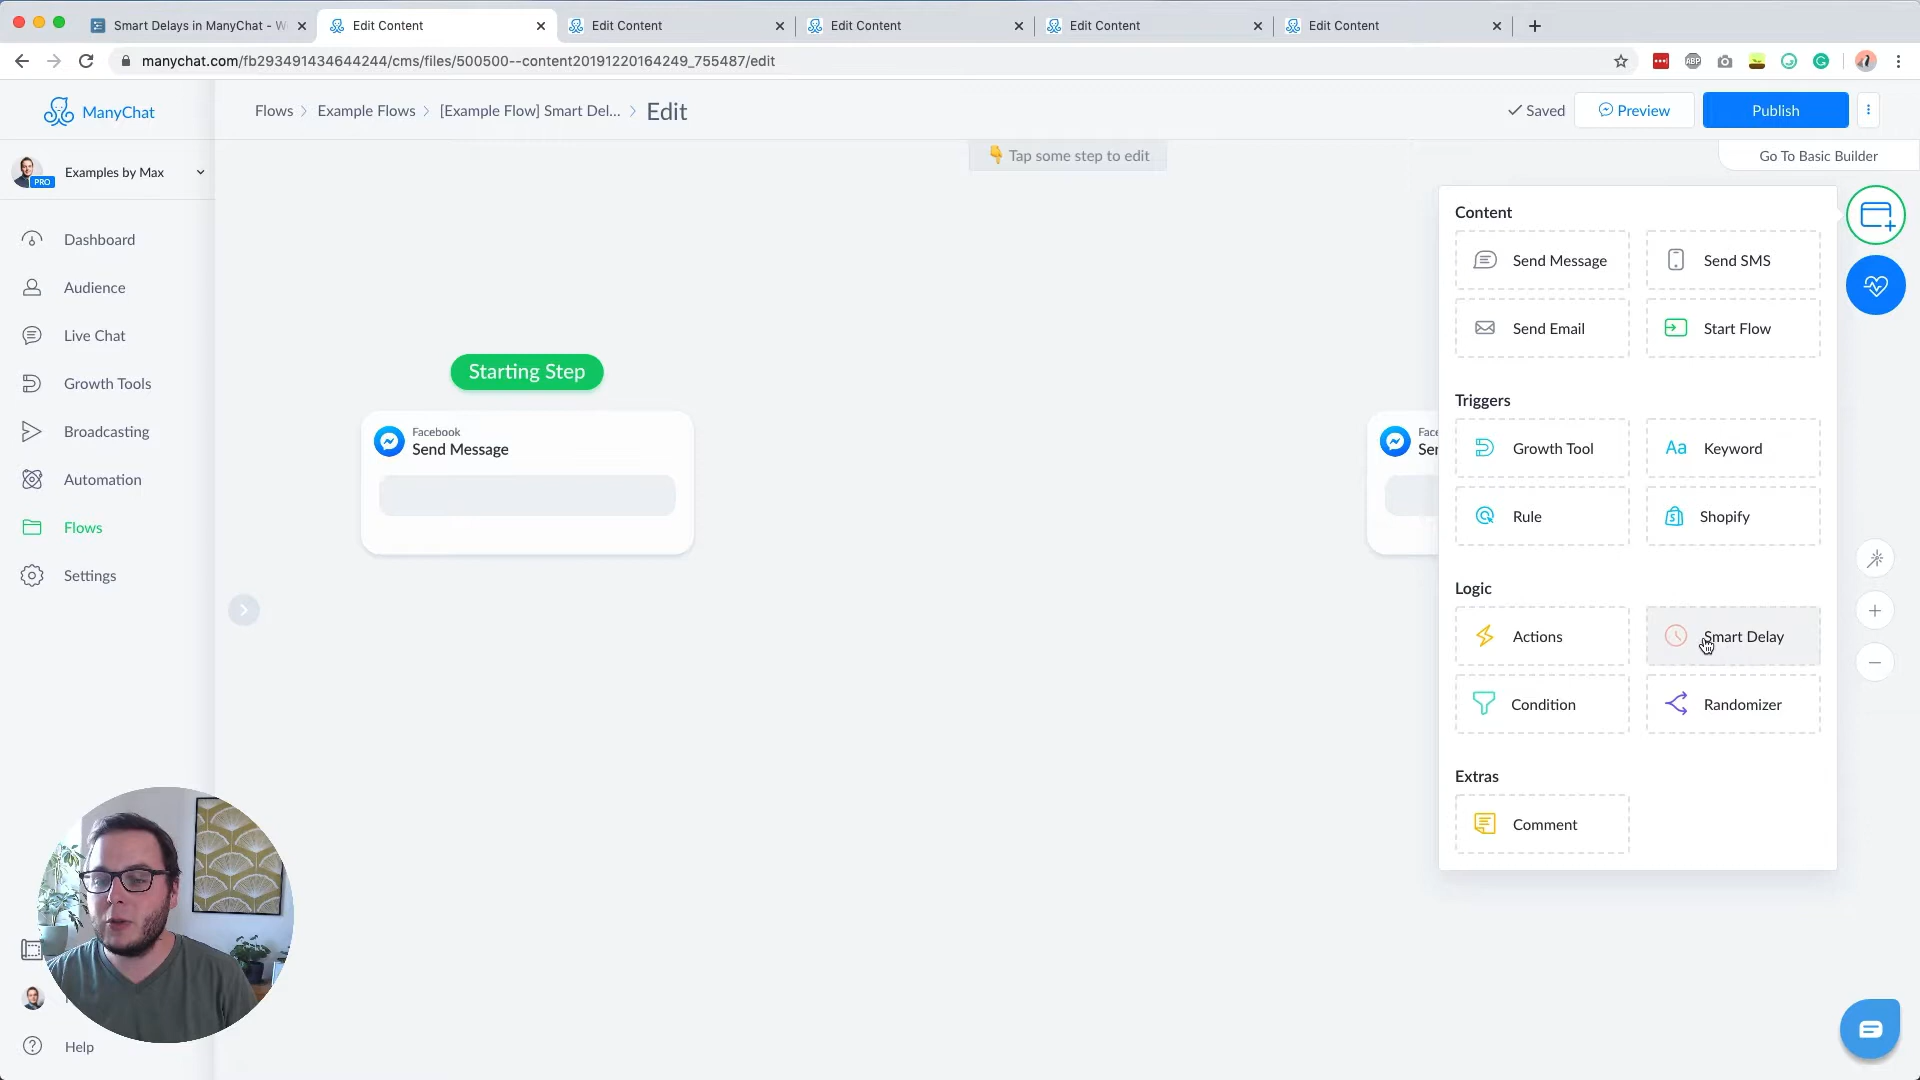 Smart Delays in ManyChat - W
Edit Content
Edit Content
Edit Content
Edit Content
Edit Content
manychat.com/fb293491434644244/cms/files/500500--content20191220164249_755487/edit
ABP
ManyChat
Flows
Example Flows
[Example Flow] Smart Del...
Edit
Saved
Preview
Publish
Tap some step to edit
Go To Basic Builder
PRO
Examples by Max
Dashboard
Audience
Live Chat
Growth Tools
Broadcasting
Automation
Flows
Settings
Help
Starting Step
Facebook
Send Message
Face
Ser
Content
Send Message
Send SMS
Send Email
Start Flow
Triggers
Growth Tool
Aa
Keyword
Rule
Shopify
Logic
Actions
Smart Delay
Condition
Randomizer
Extras
Comment